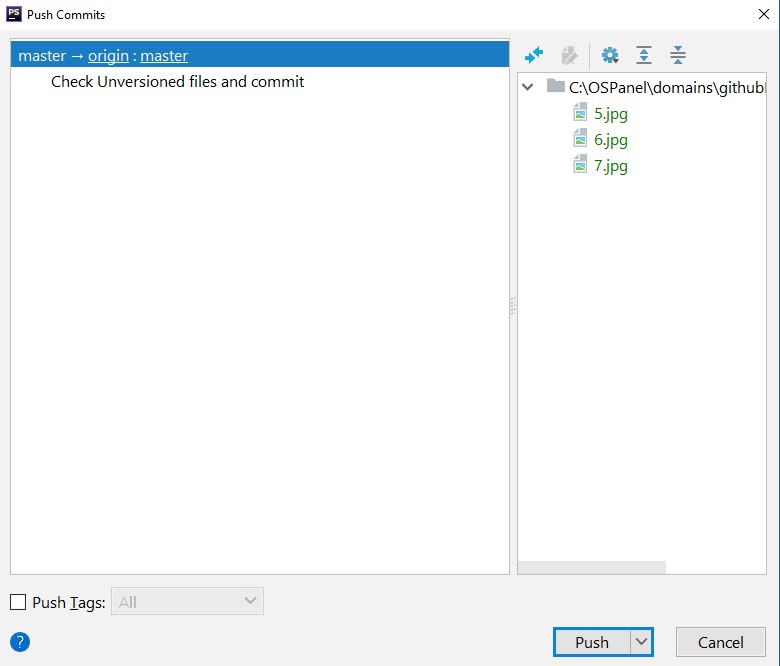 PS Push Commits
master → origin : master
Check Unversioned files and commit
C:\OSPanel\domains\github
5.jpg
6.jpg
7.jpg
Push Tags: All
?
Push
Cancel